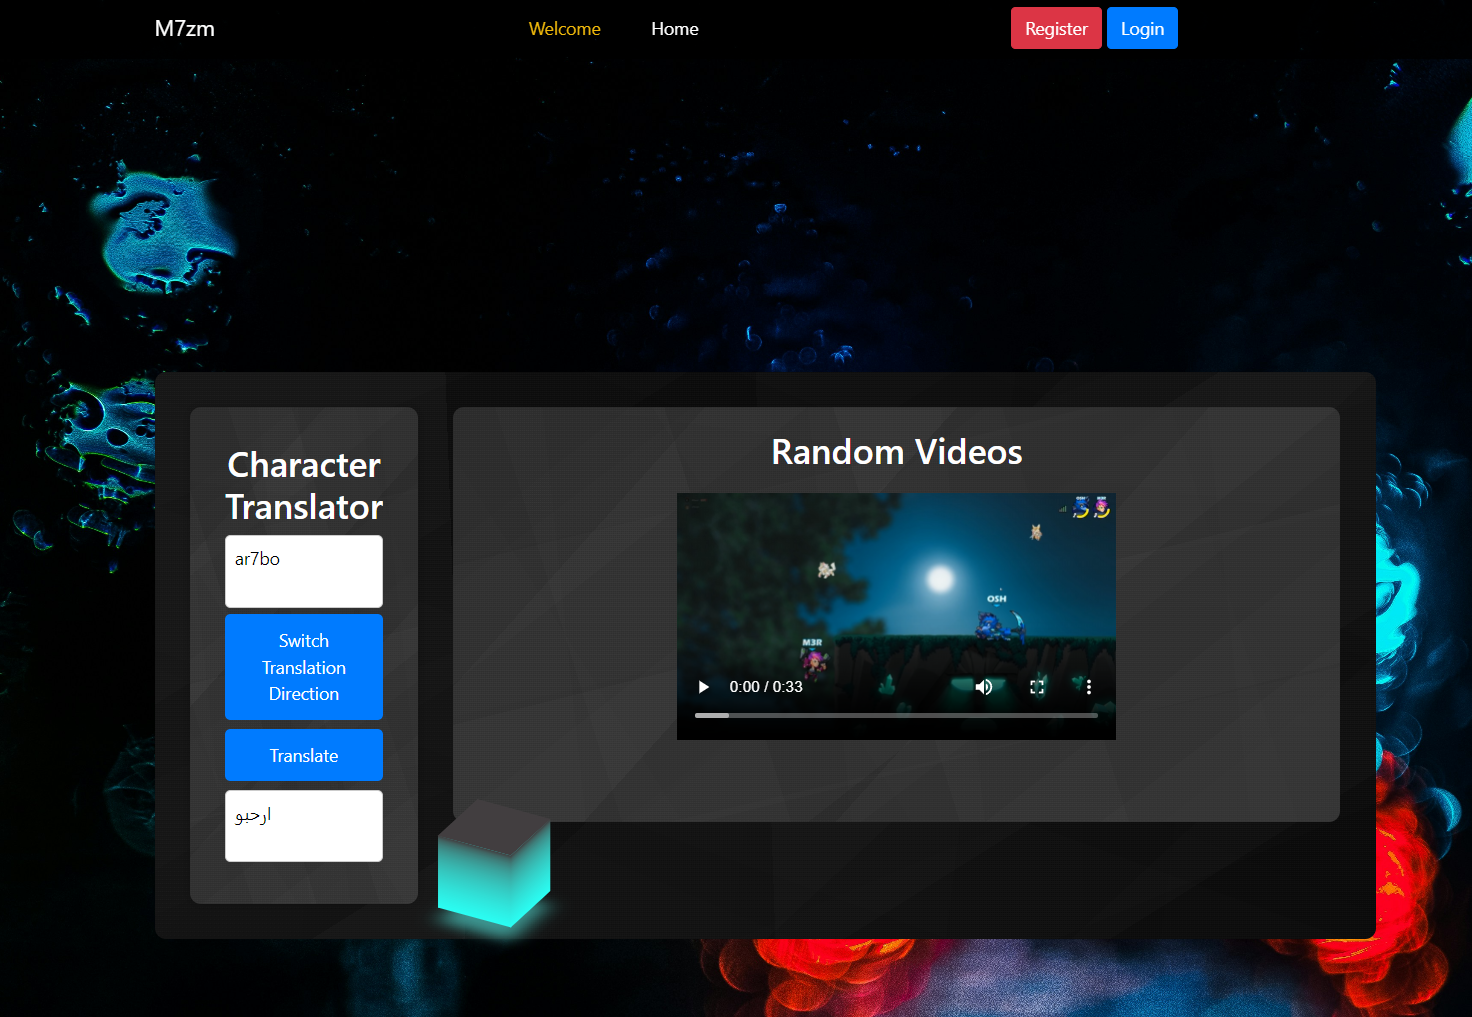 M7zm
Welcome Home
Register Login
Character
Translator
ar7bo
Switch
Translation
Direction
Translate
ارحبو
Random Videos
OSH
M3R
0:00 / 0:33